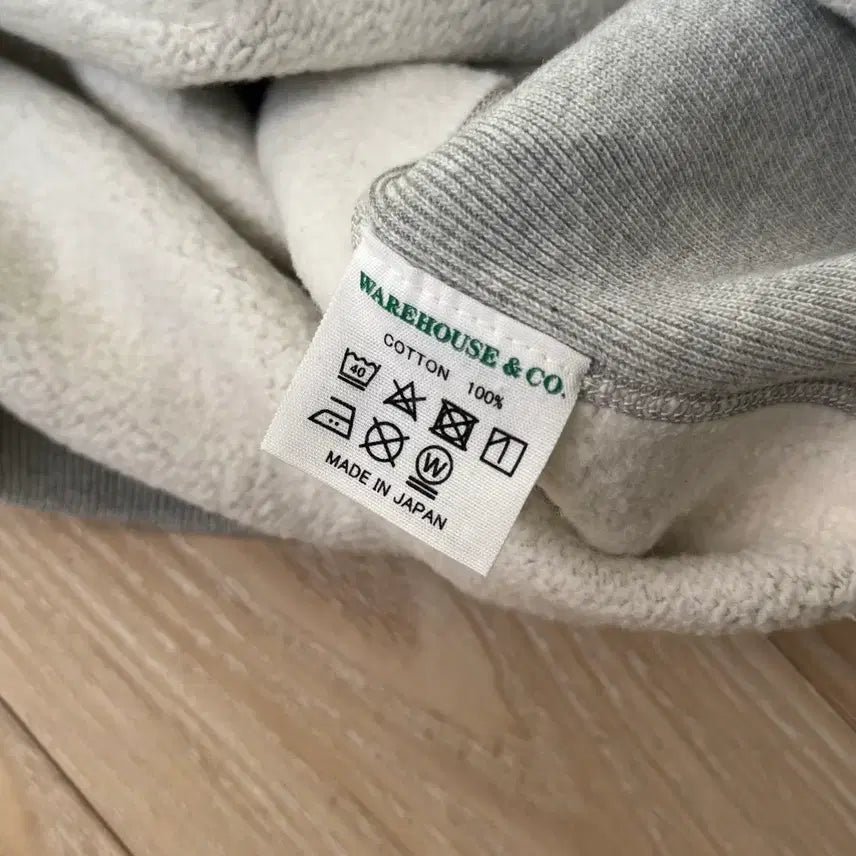 WAREHOUSE & CO.
COTTON 100%
40
W
MADE IN JAPAN